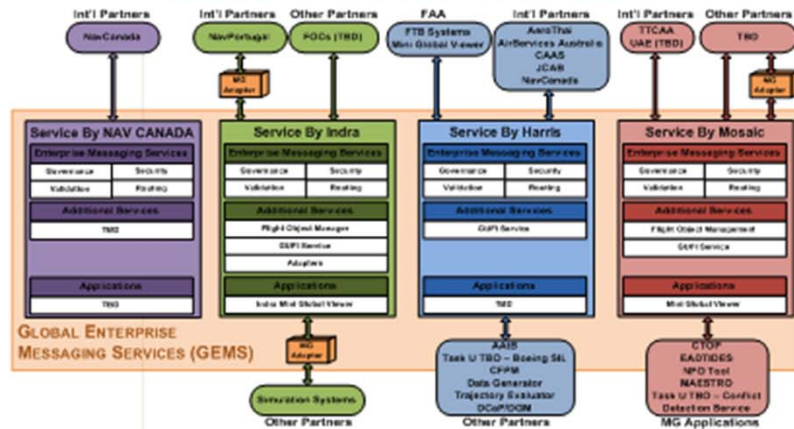 Int'l Partners
NavCanada
Int'l Partners
NavPortugal
Other Partners
FOCs (TBD)
FAA
FTB Systems
Mini Global Viewer
Int'l Partners
AeroThai
AirServices Australia
CAAS
JCAB
NavCanada
Int'l Partners
TTCAA
UAE (TBD)
Other Partners
TBD
MG
Adapter
MG
Adapter
Service By NAV CANADA
Enterprise Messaging Services
Governance Security
Validation Routing
Additional Services
TBD
Applications
TBD
Service By Indra
Enterprise Messaging Services
Governance Security
Validation Routing
Additional Services
Flight Object Manager
GUFI Service
Adapters
Applications
Indra Mini Global Viewer
Service By Harris
Enterprise Messaging Services
Governance Security
Validation Routing
Additional Services
GUFI Service
Applications
TBD
Service By Mosaic
Enterprise Messaging Services
Governance Security
Validation Routing
Additional Services
Flight Object Management
GUFI Service
Applications
Mini Global Viewer
GLOBAL ENTERPRISE
MESSAGING SERVICES (GEMS)
MG
Adapter
Simulation Systems
Other Partners
Task U TBO – Boeing SIL
CFPM
Data Generator
Trajectory Evaluator
Other Partners
CTOP
EAOTIDES
NPO Tool
MAESTRO
Task U TBO – Conflict
Detection Service
MG Applications